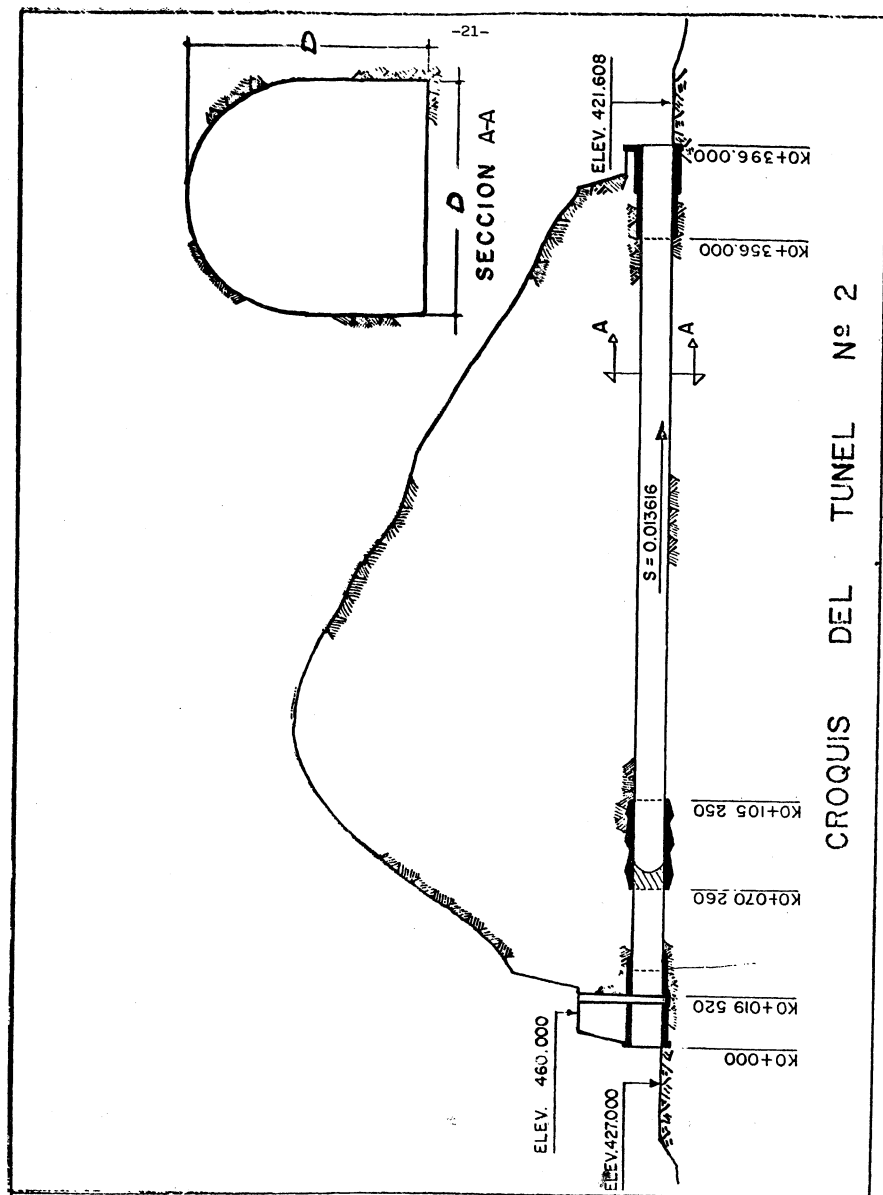 -21-
D
D
SECCION A-A
ELEV. 421.608
K0+396.000
K0+356.000
A
A
S = 0.013616
K0+105 250
K0+070 260
K0+019 520
K0+000
ELEV. 460.000
ELEV.427.000
CROQUIS DEL TUNEL Nº 2